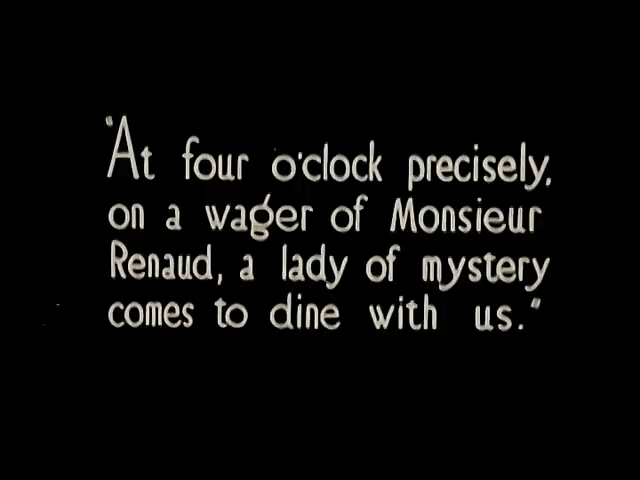 "At four o'clock precisely,
on a wager of Monsieur
Renaud, a lady of mystery
comes to dine with us."